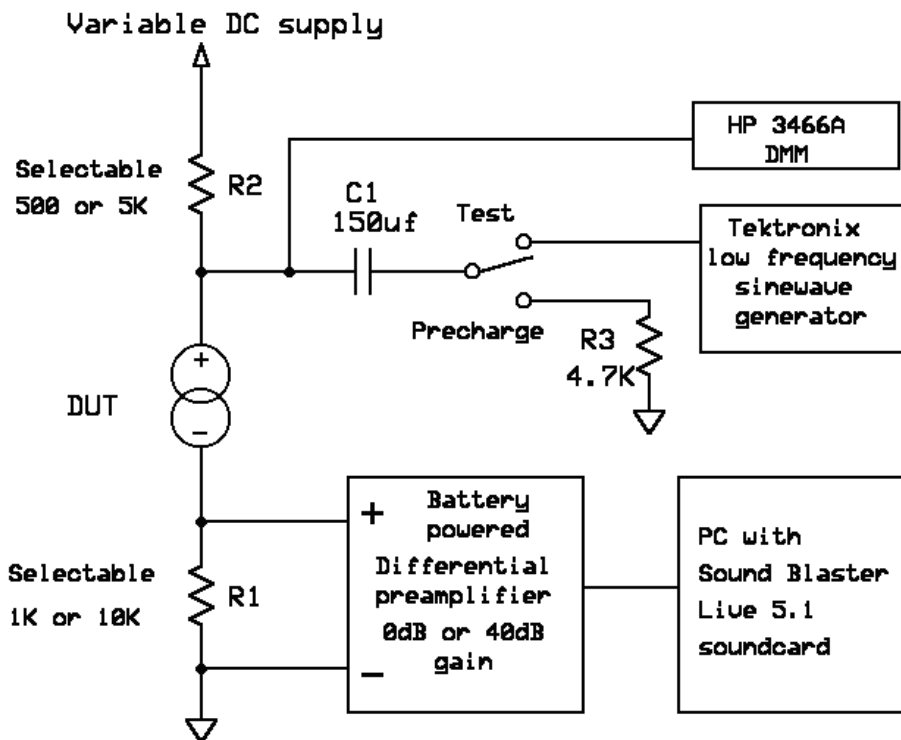 Variable DC supply
HP 3466A
DMM
Selectable
500 or 5K
R2
C1
150uf
Test
Tektronix
low frequency
sinewave
generator
Precharge
R3
4.7K
+
DUT
−
Selectable
1K or 10K
R1
+
Battery
powered
Differential
preamplifier
0dB or 40dB
gain
−
PC with
Sound Blaster
Live 5.1
soundcard